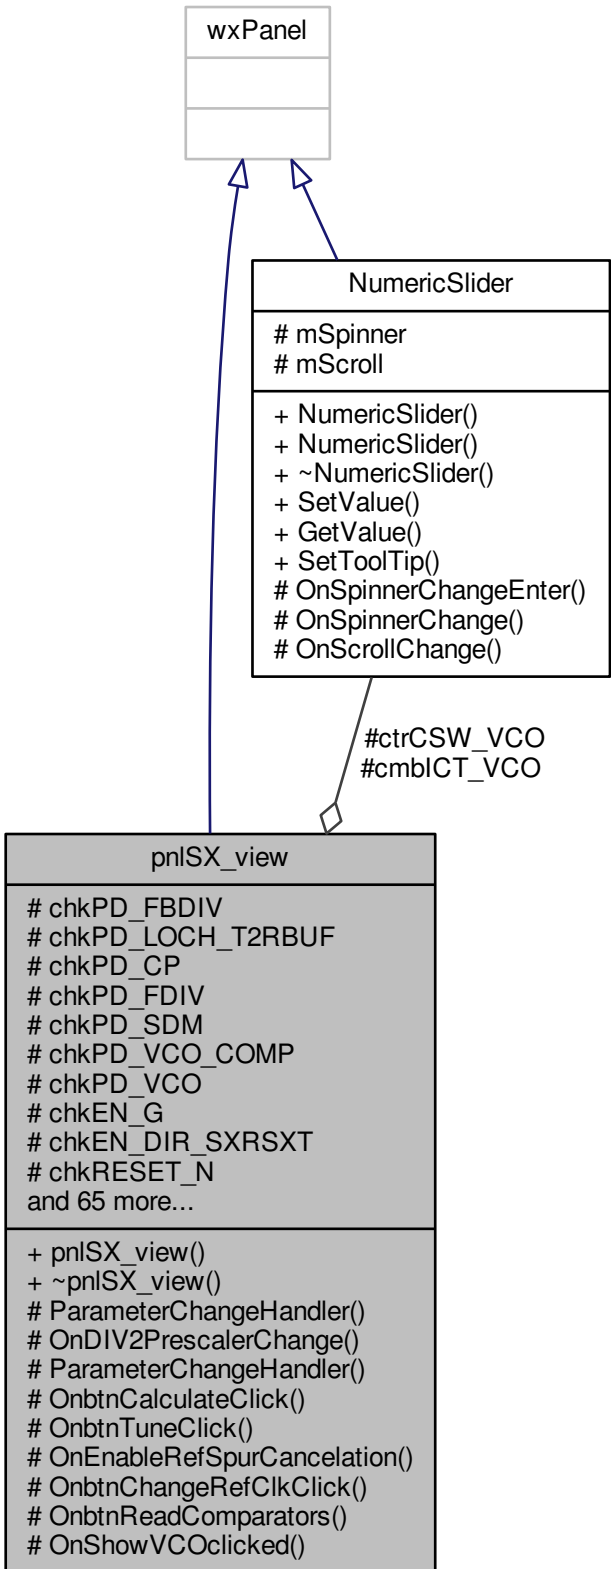 wxPanel
NumericSlider
# mSpinner
# mScroll
+ NumericSlider()
+ NumericSlider()
+ ~NumericSlider()
+ SetValue()
+ GetValue()
+ SetToolTip()
# OnSpinnerChangeEnter()
# OnSpinnerChange()
# OnScrollChange()
#ctrCSW_VCO
#cmbICT_VCO
pnlSX_view
# chkPD_FBDIV
# chkPD_LOCH_T2RBUF
# chkPD_CP
# chkPD_FDIV
# chkPD_SDM
# chkPD_VCO_COMP
# chkPD_VCO
# chkEN_G
# chkEN_DIR_SXRSXT
# chkRESET_N
and 65 more...
+ pnlSX_view()
+ ~pnlSX_view()
# ParameterChangeHandler()
# OnDIV2PrescalerChange()
# ParameterChangeHandler()
# OnbtnCalculateClick()
# OnbtnTuneClick()
# OnEnableRefSpurCancelation()
# OnbtnChangeRefClkClick()
# OnbtnReadComparators()
# OnShowVCOclicked()